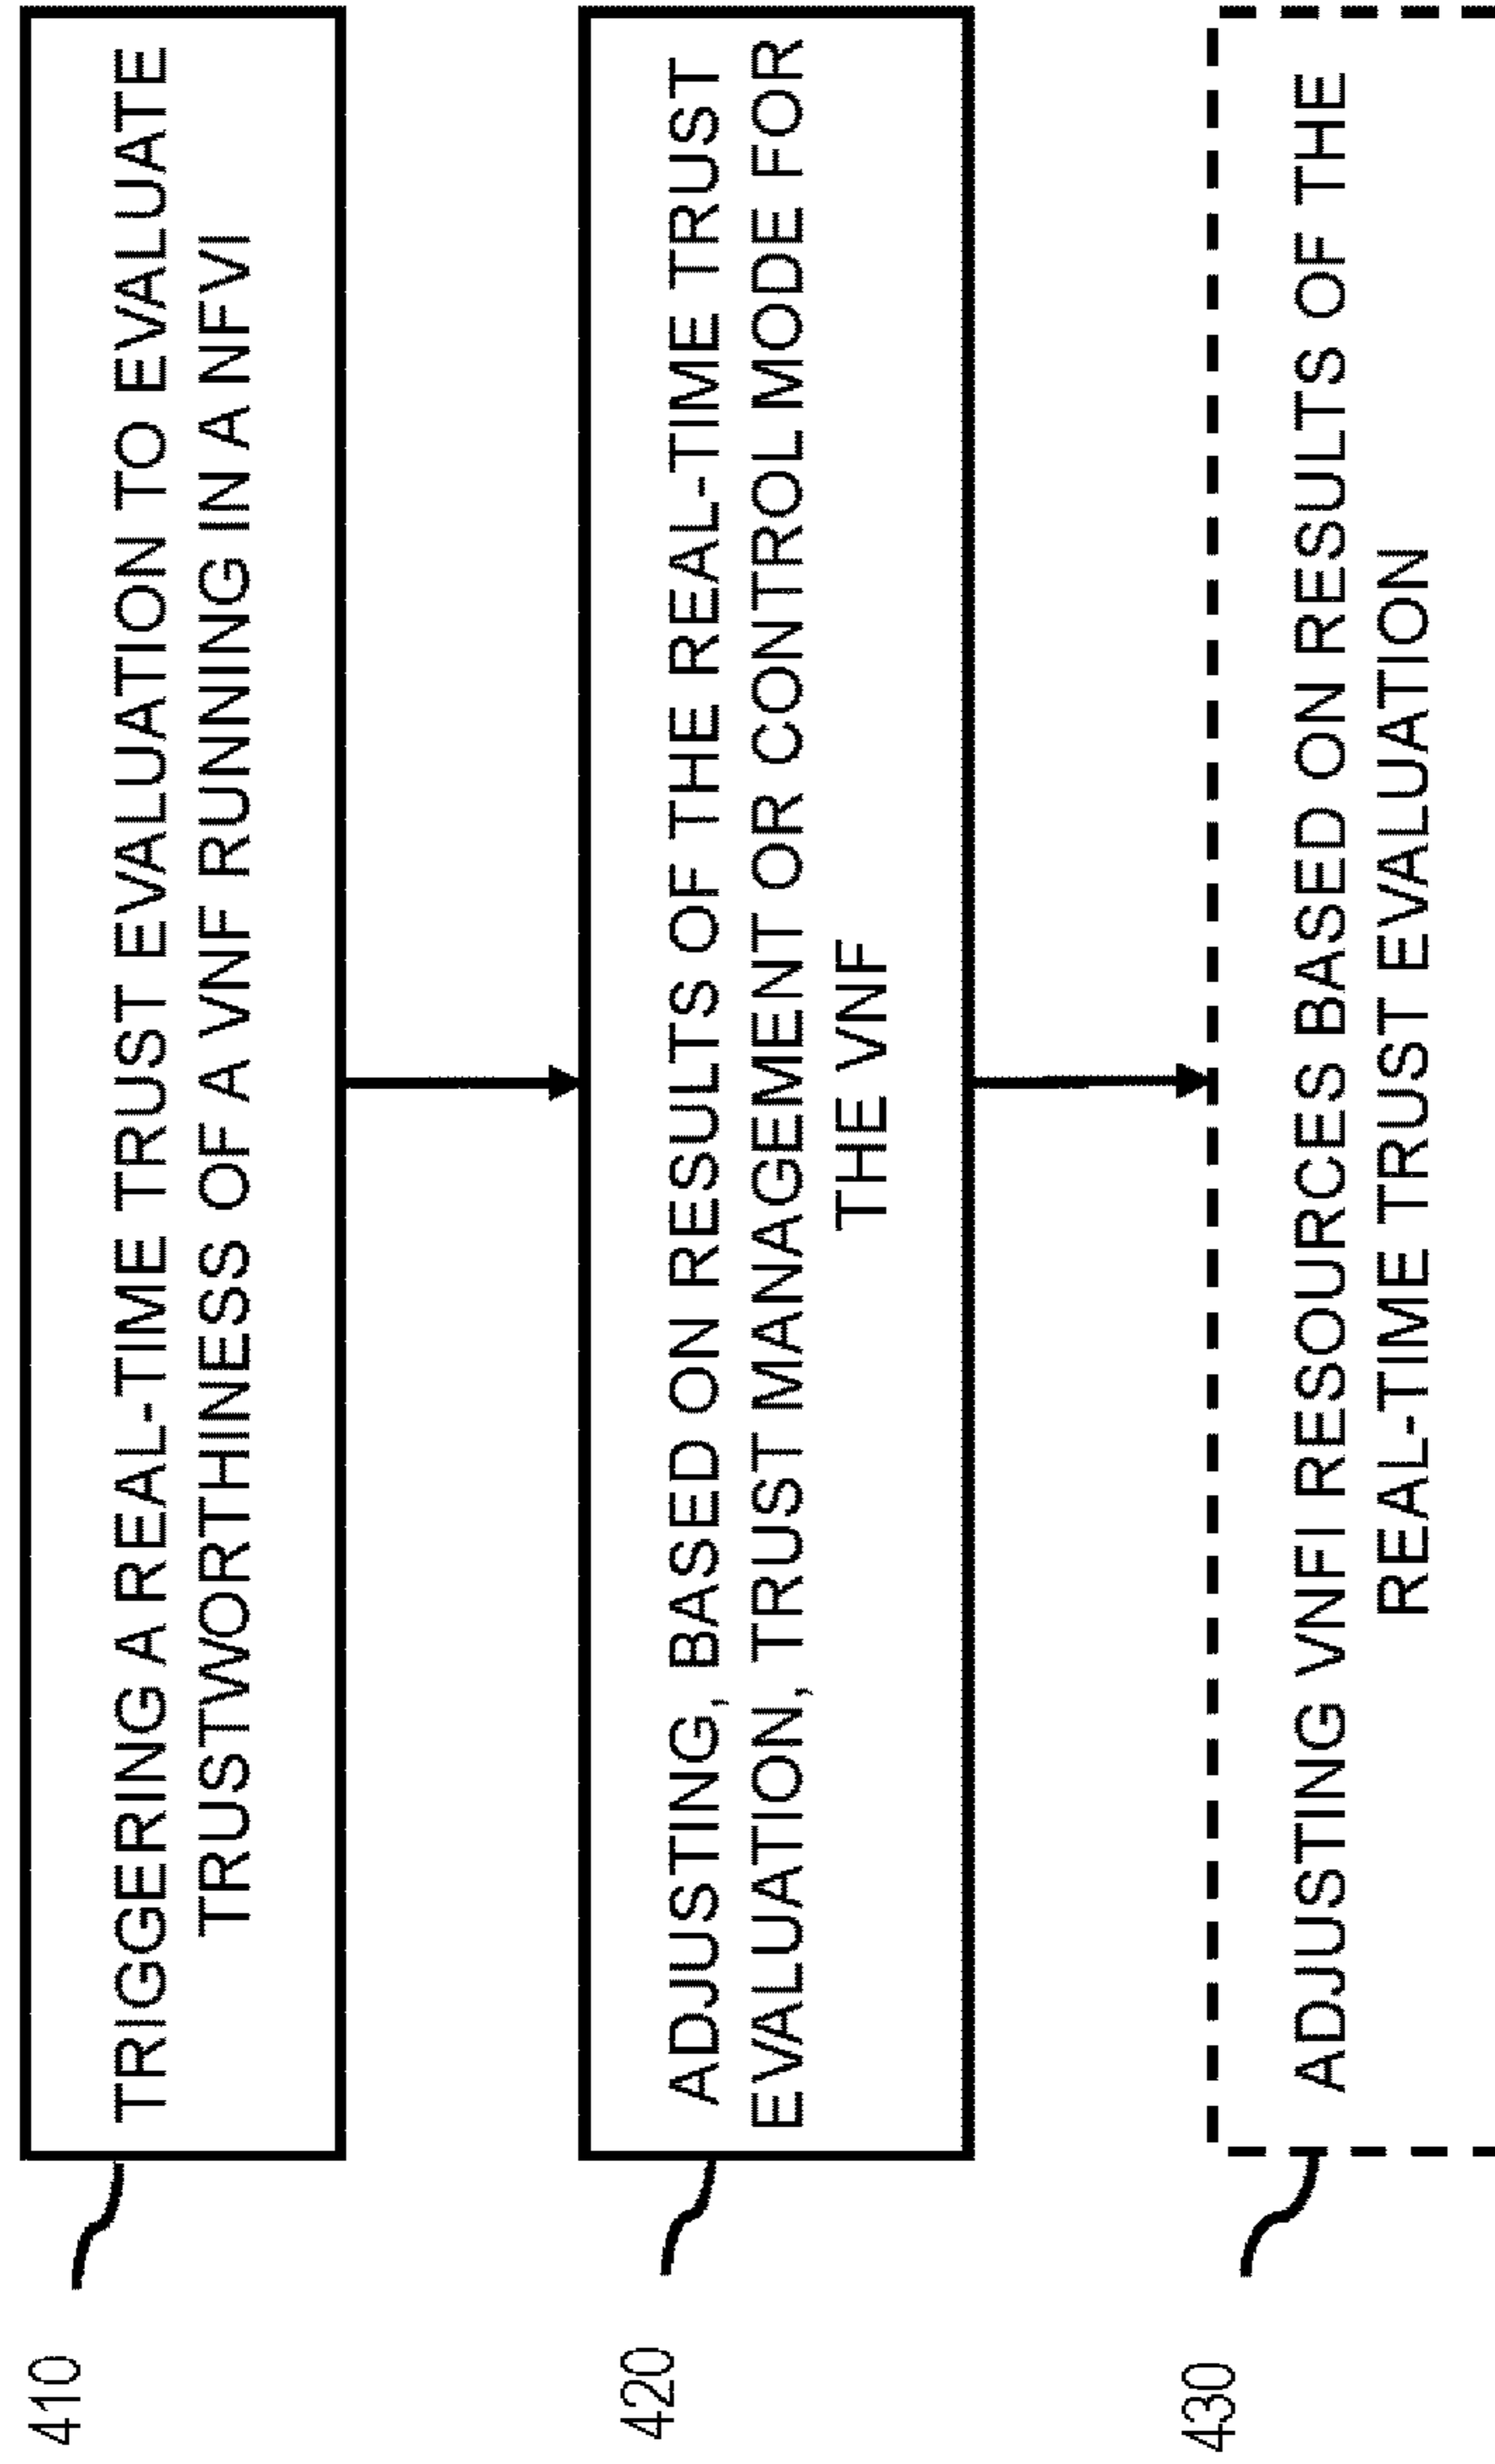 410
TRIGGERING A REAL-TIME TRUST EVALUATION TO EVALUATE
TRUSTWORTHINESS OF A VNF RUNNING IN A NFVI
420
ADJUSTING, BASED ON RESULTS OF THE REAL-TIME TRUST
EVALUATION, TRUST MANAGEMENT OR CONTROL MODE FOR
THE VNF
430
ADJUSTING VNFI RESOURCES BASED ON RESULTS OF THE
REAL-TIME TRUST EVALUATION